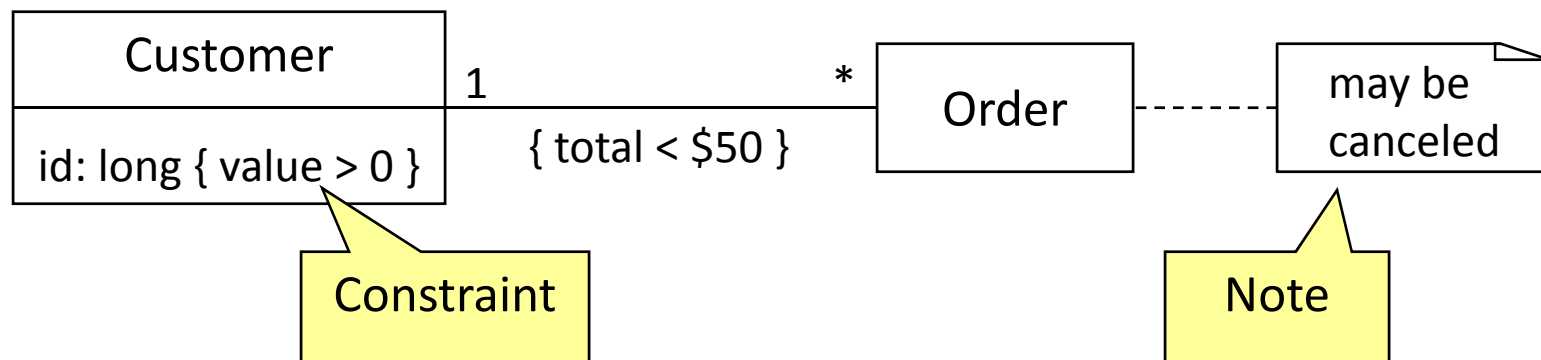 Customer
id: long { value > 0 }
1
*
{ total < $50 }
Order
may be
canceled
Constraint
Note